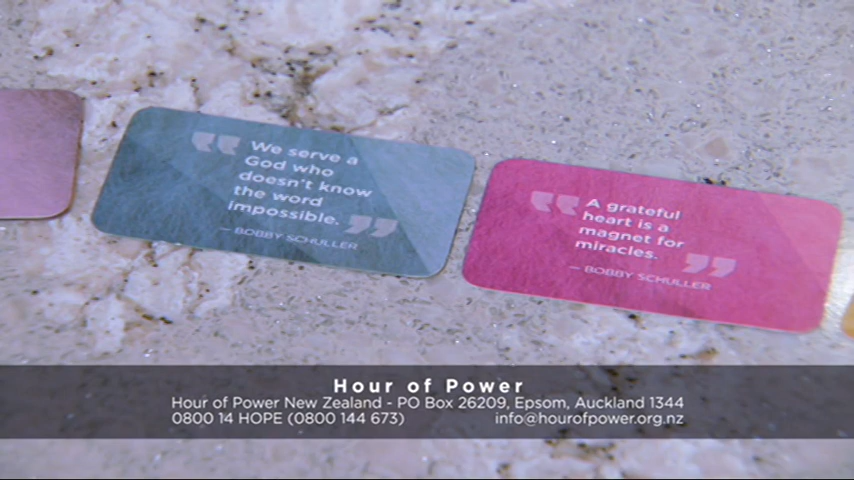 We serve a
God who
doesn't know
the word
impossible.
— BOBBY SCHULLER
A grateful
heart is a
magnet for
miracles.
— BOBBY SCHULLER
Hour of Power
Hour of Power New Zealand - PO Box 26209, Epsom, Auckland 1344
0800 14 HOPE (0800 144 673) info@hourofpower.org.nz